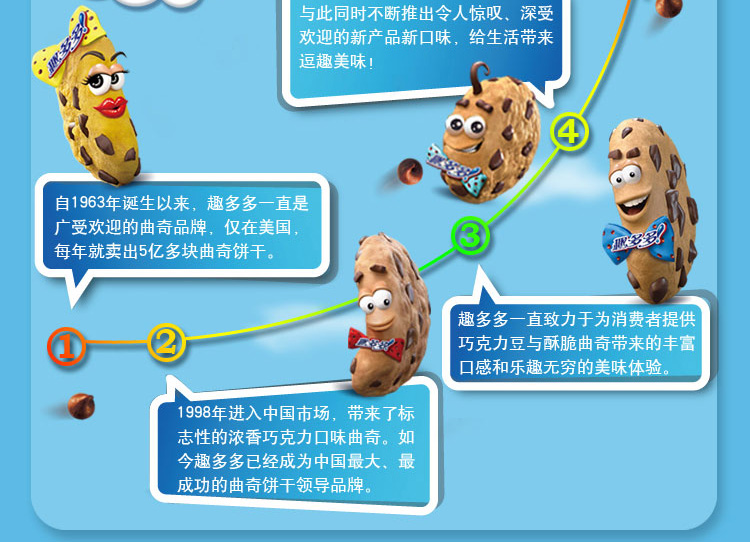 与此同时不断推出令人惊叹、深受
欢迎的新产品新口味，给生活带来
逗趣美味！
趣多多!
④
趣多多!
趣多多!
自1963年诞生以来，趣多多一直是
广受欢迎的曲奇品牌，仅在美国，
每年就卖出5亿多块曲奇饼干。
③
趣多多一直致力于为消费者提供
巧克力豆与酥脆曲奇带来的丰富
口感和乐趣无穷的美味体验。
①
②
趣多多!
1998年进入中国市场，带来了标
志性的浓香巧克力口味曲奇。如
今趣多多已经成为中国最大、最
成功的曲奇饼干领导品牌。